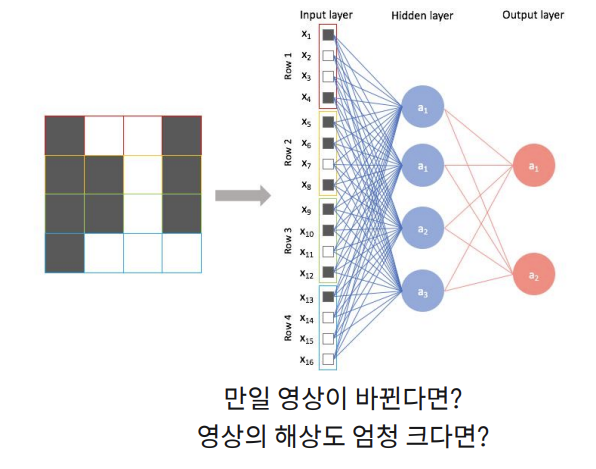 Input layer
Hidden layer
Output layer
Row 1
x1
x2
x3
x4
Row 2
x5
x6
x7
x8
Row 3
x9
x10
x11
x12
Row 4
x13
x14
x15
x16
a1
a1
a2
a3
a1
a2
만일 영상이 바뀐다면?
영상의 해상도 엄청 크다면?